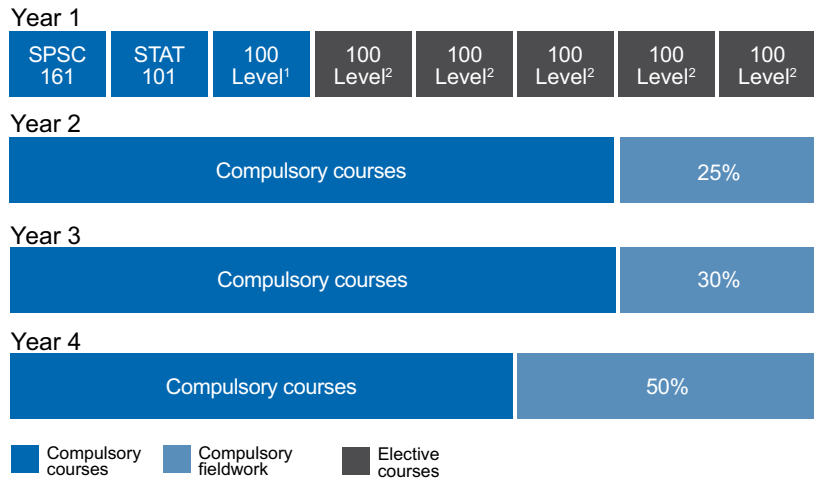 Year 1
SPSC 161
STAT 101
100 Level¹
100 Level²
100 Level²
100 Level²
100 Level²
100 Level²
Year 2
Compulsory courses
25%
Year 3
Compulsory courses
30%
Year 4
Compulsory courses
50%
Compulsory courses
Compulsory fieldwork
Elective courses